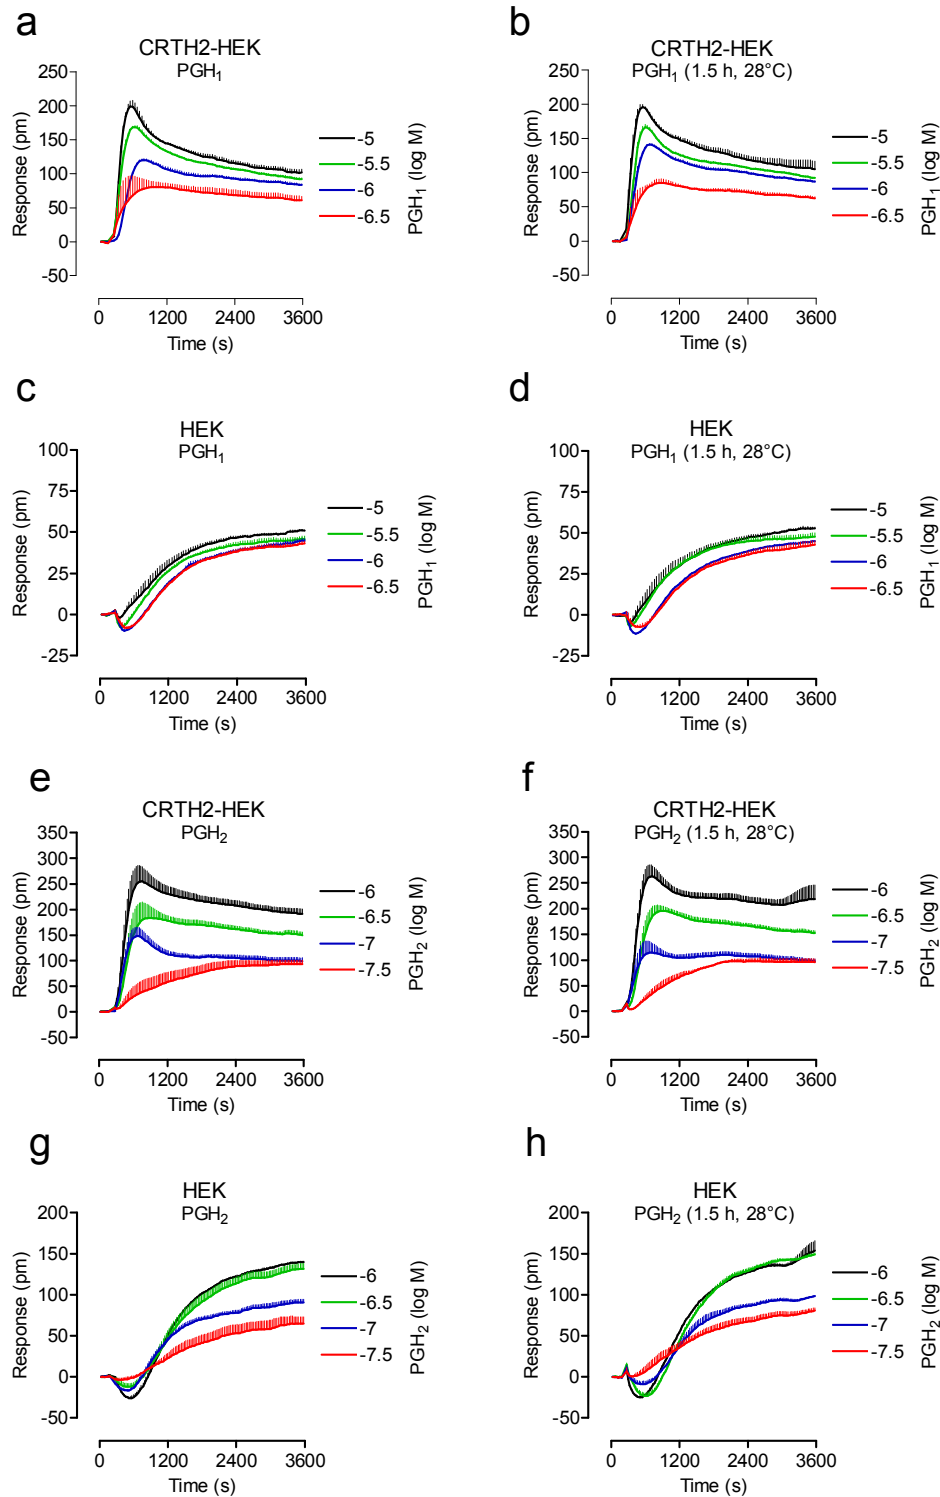 a
CRTH2-HEK
PGH1
Response (pm)
250
200
150
100
50
0
-50
0 1200 2400 3600
Time (s)
-5
-5.5
-6
-6.5
PGH1 (log M)
b
CRTH2-HEK
PGH1 (1.5 h, 28°C)
Response (pm)
250
200
150
100
50
0
-50
0 1200 2400 3600
Time (s)
-5
-5.5
-6
-6.5
PGH1 (log M)
c
HEK
PGH1
Response (pm)
100
75
50
25
0
-25
0 1200 2400 3600
Time (s)
-5
-5.5
-6
-6.5
PGH1 (log M)
d
HEK
PGH1 (1.5 h, 28°C)
Response (pm)
100
75
50
25
0
-25
0 1200 2400 3600
Time (s)
-5
-5.5
-6
-6.5
PGH1 (log M)
e
CRTH2-HEK
PGH2
Response (pm)
350
300
250
200
150
100
50
0
-50
0 1200 2400 3600
Time (s)
-6
-6.5
-7
-7.5
PGH2 (log M)
f
CRTH2-HEK
PGH2 (1.5 h, 28°C)
Response (pm)
350
300
250
200
150
100
50
0
-50
0 1200 2400 3600
Time (s)
-6
-6.5
-7
-7.5
PGH2 (log M)
g
HEK
PGH2
Response (pm)
200
150
100
50
0
-50
0 1200 2400 3600
Time (s)
-6
-6.5
-7
-7.5
PGH2 (log M)
h
HEK
PGH2 (1.5 h, 28°C)
Response (pm)
200
150
100
50
0
-50
0 1200 2400 3600
Time (s)
-6
-6.5
-7
-7.5
PGH2 (log M)